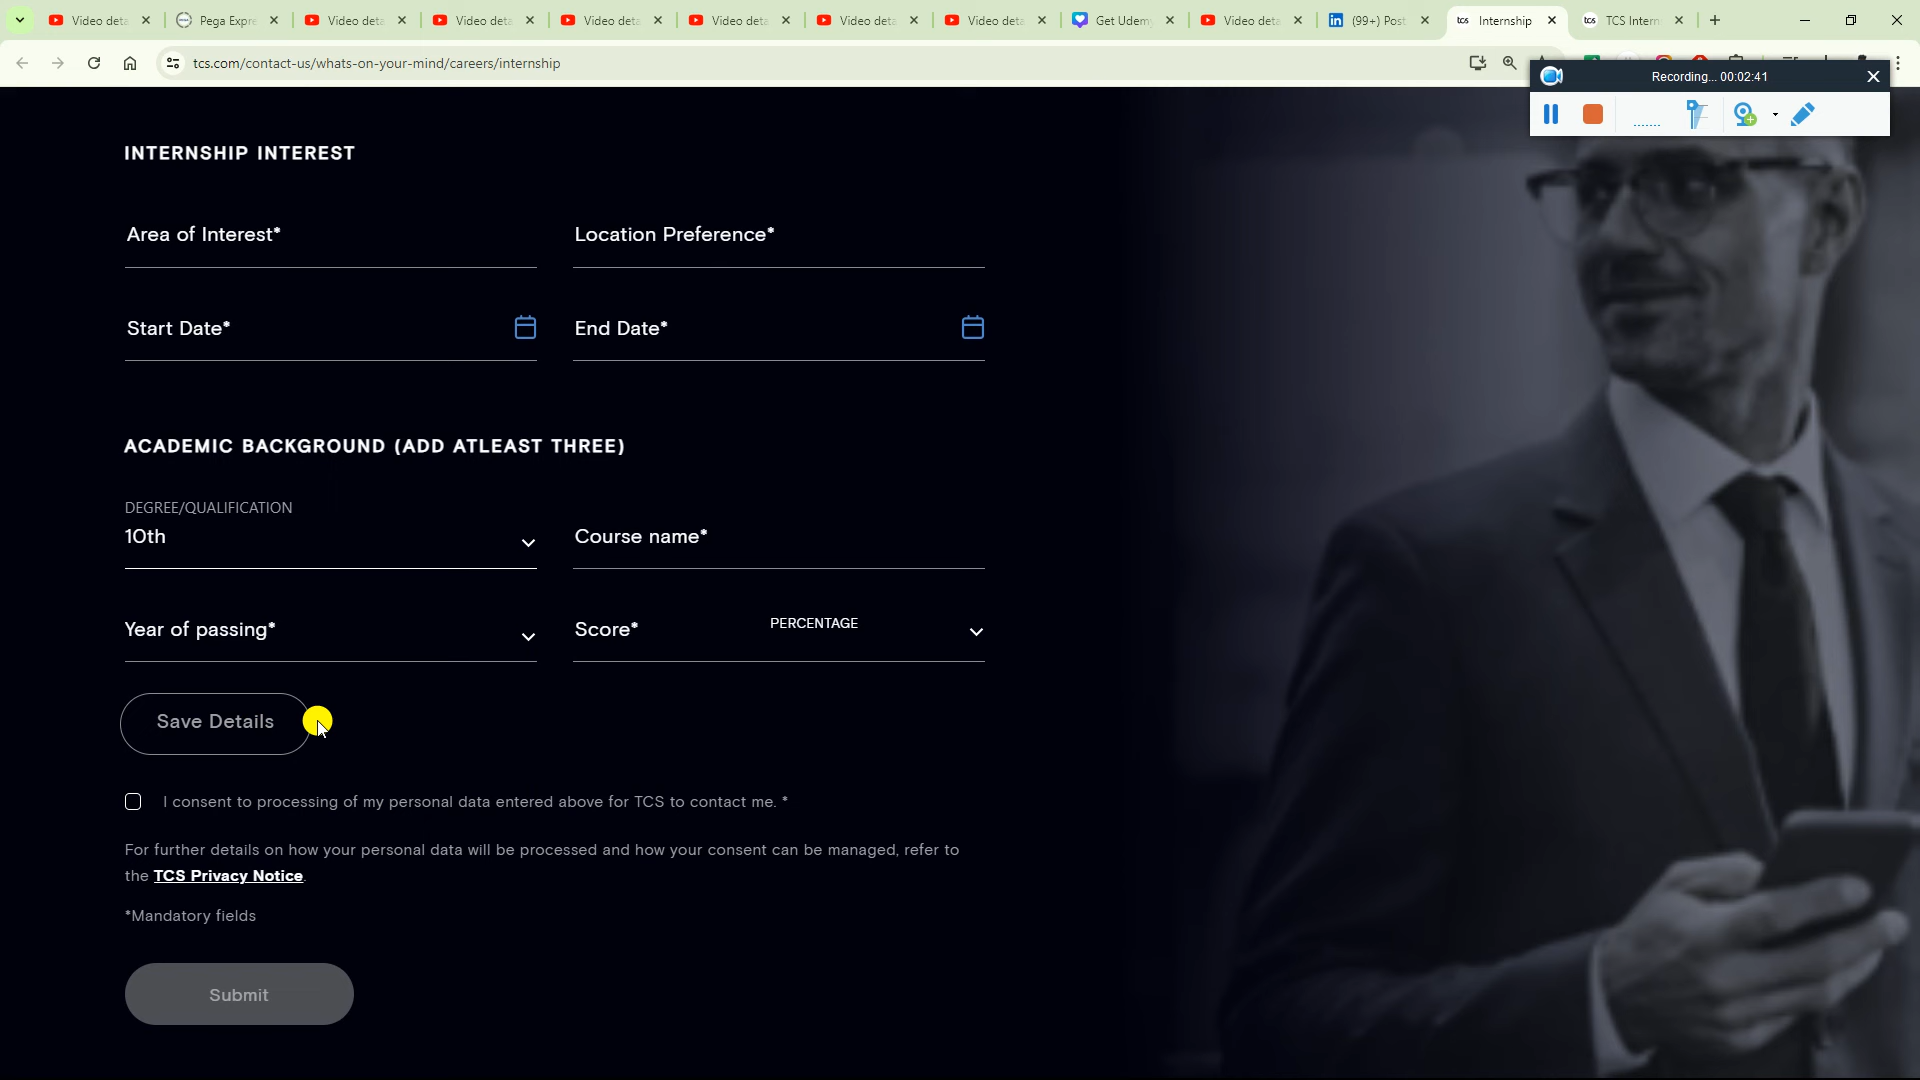 Video deta
Pega Expre
Video deta
Video deta
Video deta
Video deta
Video deta
Video deta
Get Udem
Video deta
in (99+) Post
tcs Internship
tcs TCS Intern
tcs.com/contact-us/whats-on-your-mind/careers/internship
Recording... 00:02:41
INTERNSHIP INTEREST
Area of Interest*
Location Preference*
Start Date*
End Date*
ACADEMIC BACKGROUND (ADD ATLEAST THREE)
DEGREE/QUALIFICATION
10th
Course name*
Year of passing*
Score*
PERCENTAGE
Save Details
I consent to processing of my personal data entered above for TCS to contact me. *
For further details on how your personal data will be processed and how your consent can be managed, refer to
the TCS Privacy Notice.
*Mandatory fields
Submit